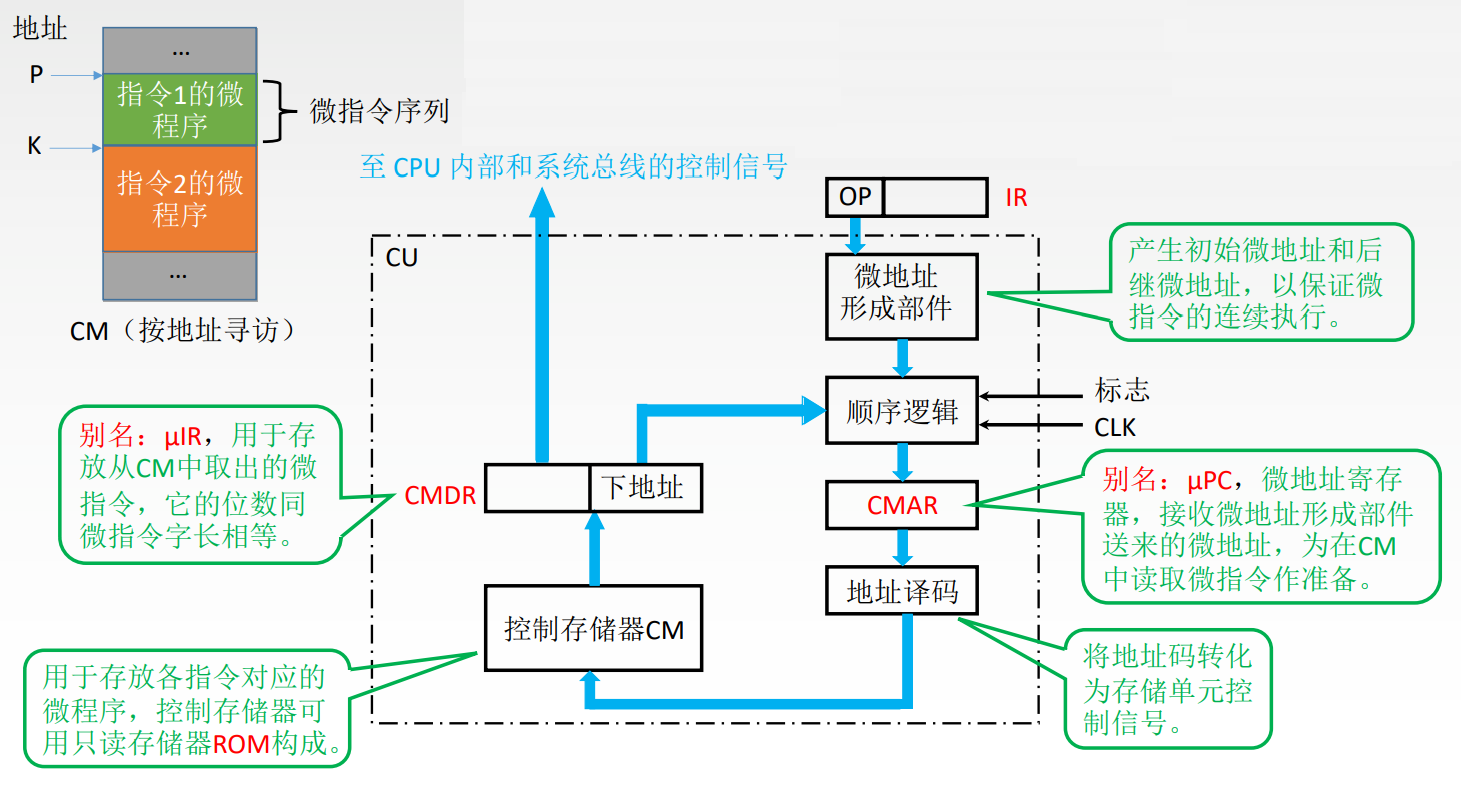 地址
P
K
...
指令1的微
程序
指令2的微
程序
...
微指令序列
CM（按地址寻访）
至 CPU 内部和系统总线的控制信号
OP
IR
CU
微地址
形成部件
产生初始微地址和后
继微地址，以保证微
指令的连续执行。
顺序逻辑
标志
CLK
别名：μIR，用于存
放从CM中取出的微
指令，它的位数同
微指令字长相等。
CMDR
下地址
CMAR
别名：μPC，微地址寄存
器，接收微地址形成部件
送来的微地址，为在CM
中读取微指令作准备。
地址译码
控制存储器CM
用于存放各指令对应的
微程序，控制存储器可
用只读存储器ROM构成。
将地址码转化
为存储单元控
制信号。